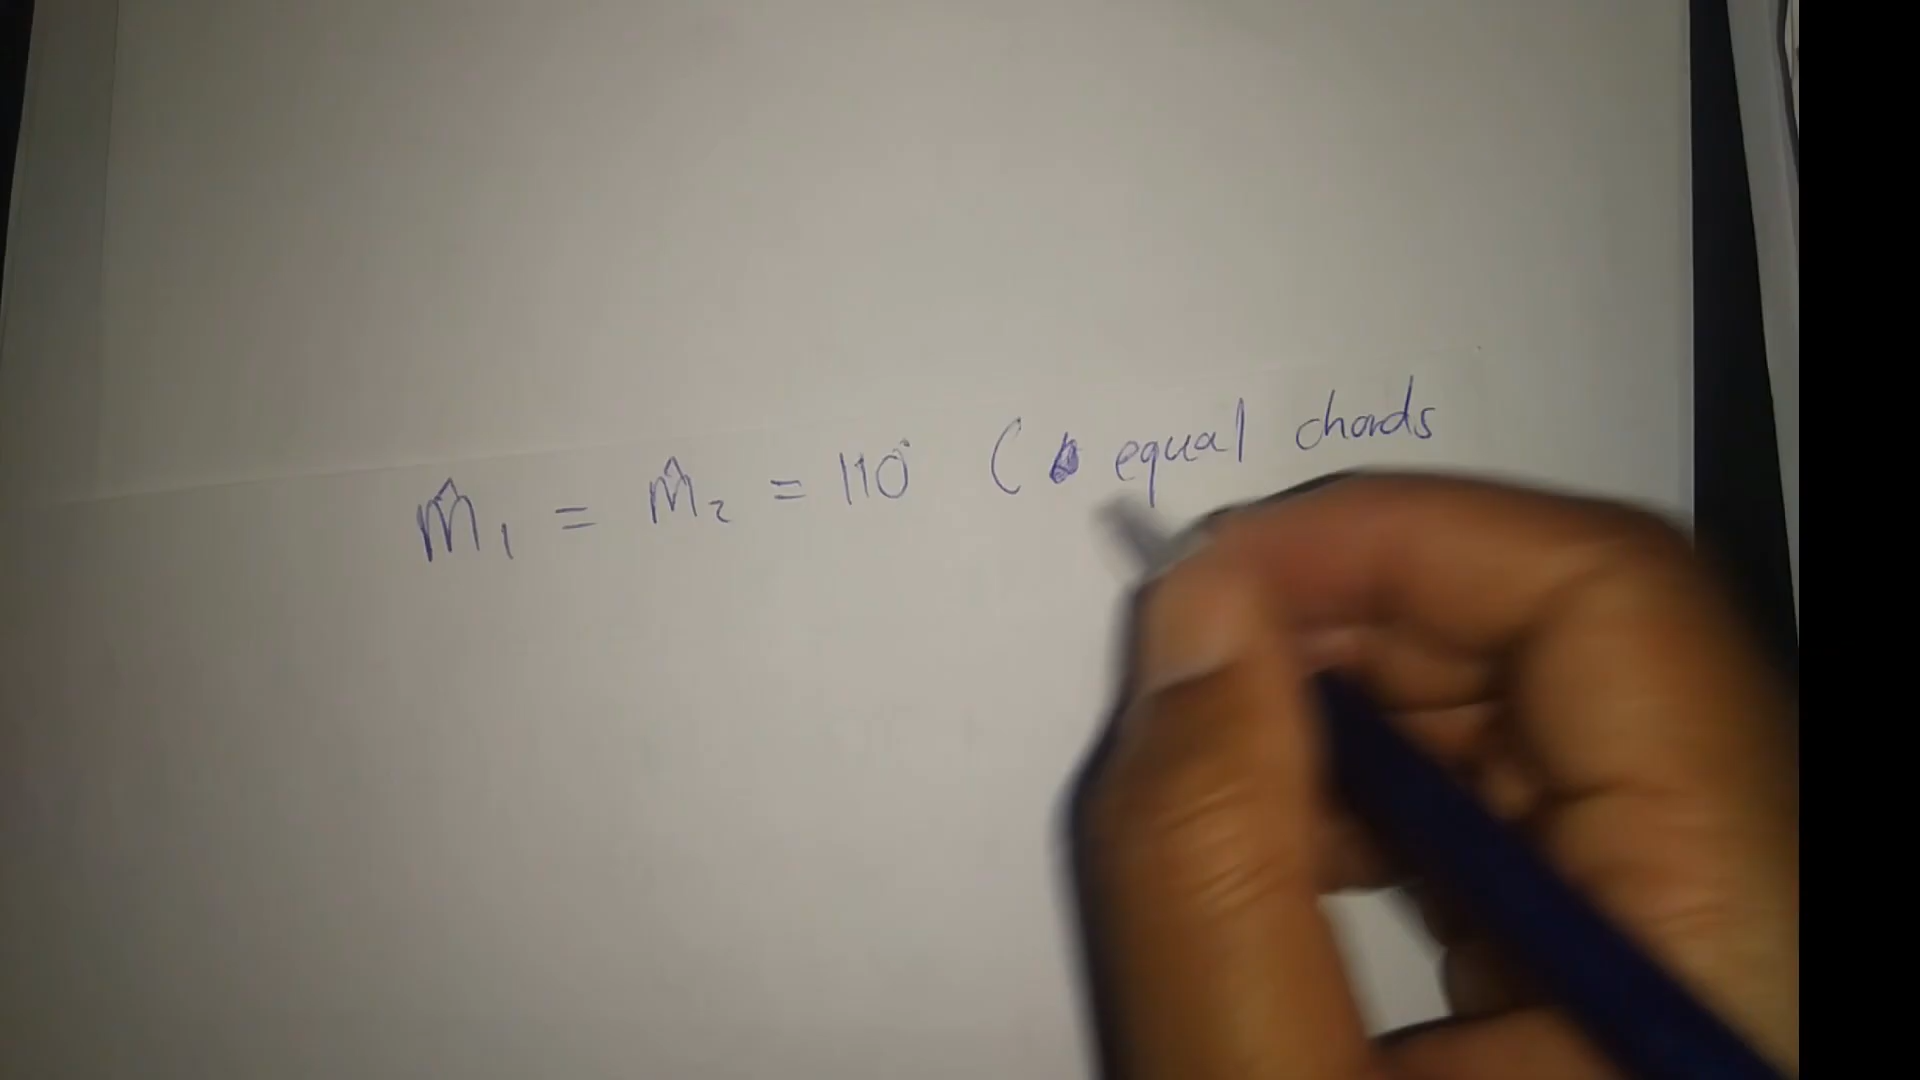 M̂₁ = M̂₂ = 110° ( equal chords